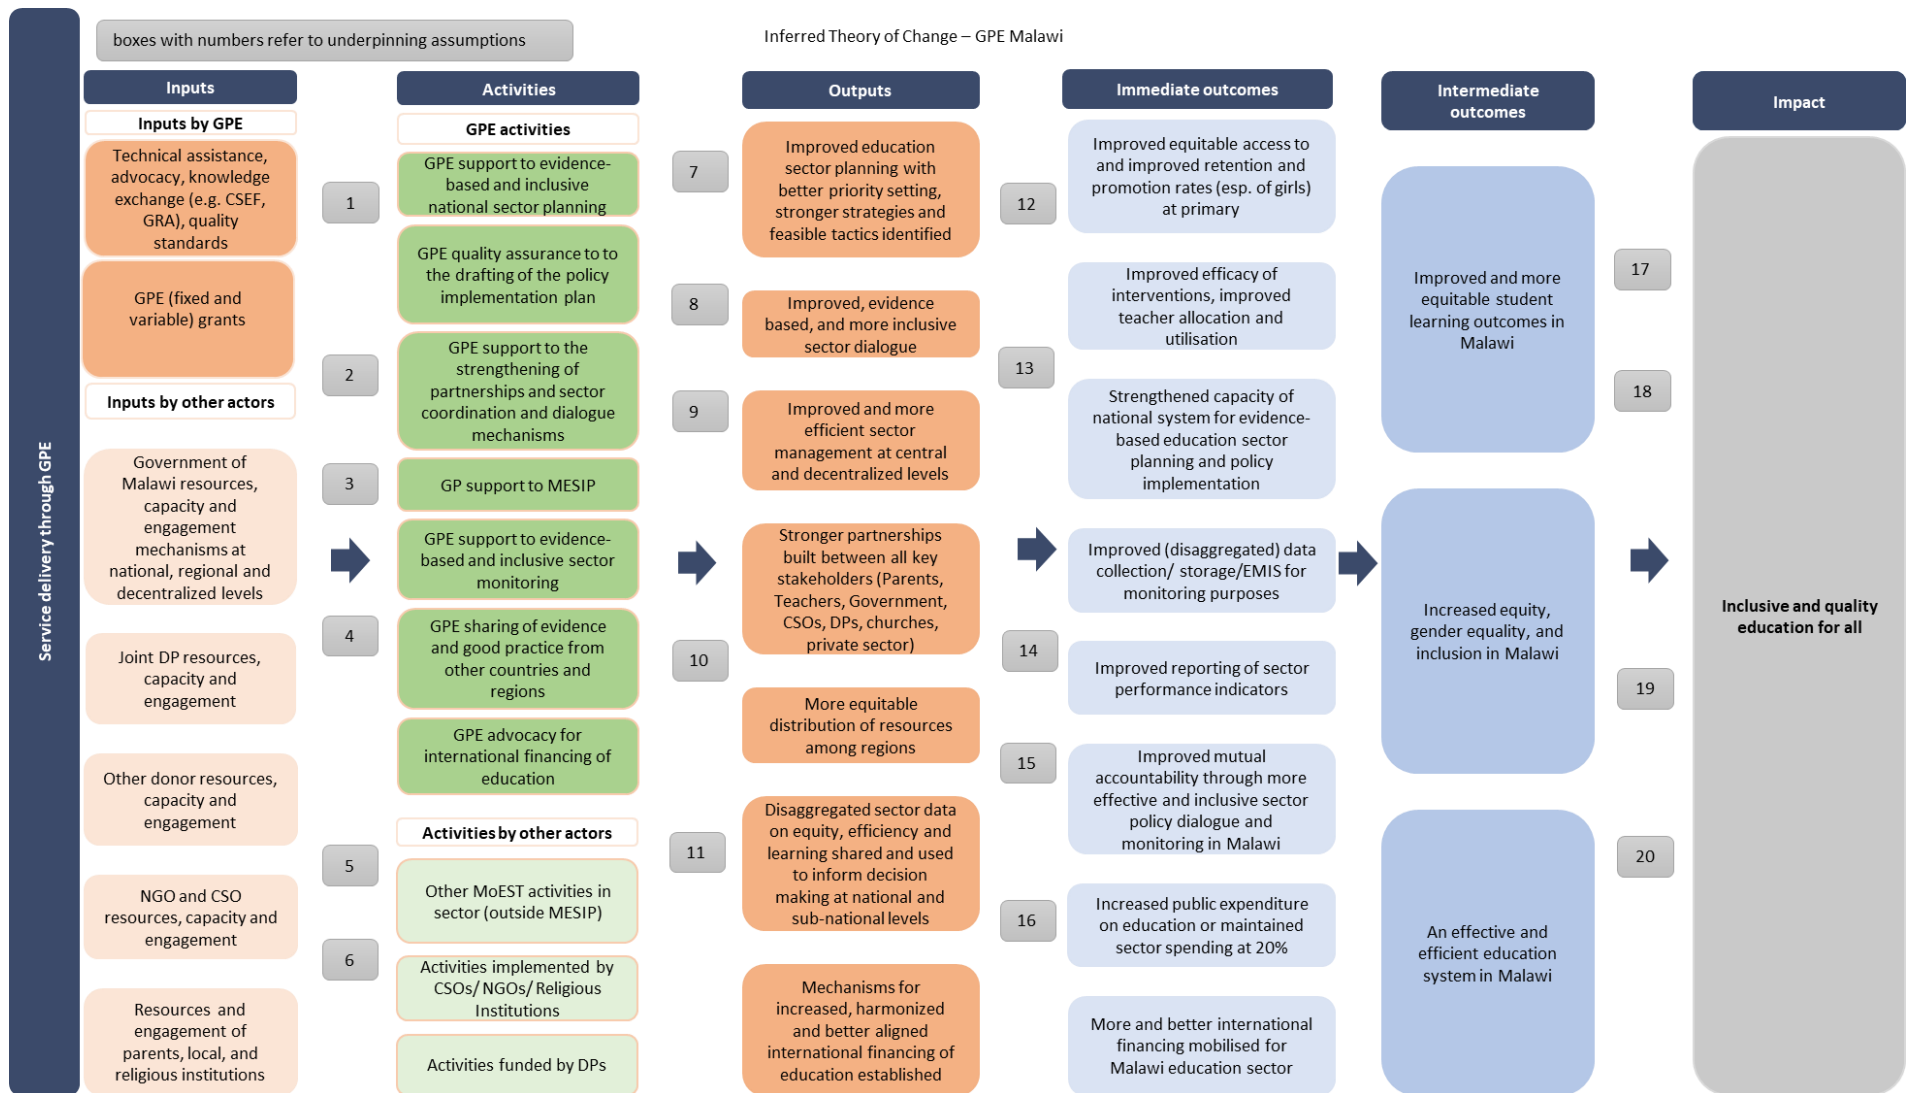 boxes with numbers refer to underpinning assumptions
Inferred Theory of Change – GPE Malawi
Service delivery through GPE
Inputs
Inputs by GPE
Technical assistance,
advocacy, knowledge
exchange (e.g. CSEF,
GRA), quality
standards
GPE (fixed and
variable) grants
Inputs by other actors
Government of
Malawi resources,
capacity and
engagement
mechanisms at
national, regional and
decentralized levels
Joint DP resources,
capacity and
engagement
Other donor resources,
capacity and
engagement
NGO and CSO
resources, capacity and
engagement
Resources and
engagement of
parents, local, and
religious institutions
1
2
3
4
5
6
Activities
GPE activities
GPE support to evidence-
based and inclusive
national sector planning
GPE quality assurance to to
the drafting of the policy
implementation plan
GPE support to the
strengthening of
partnerships and sector
coordination and dialogue
mechanisms
GP support to MESIP
GPE support to evidence-
based and inclusive sector
monitoring
GPE sharing of evidence
and good practice from
other countries and
regions
GPE advocacy for
international financing of
education
Activities by other actors
Other MoEST activities in
sector (outside MESIP)
Activities implemented by
CSOs/ NGOs/ Religious
Institutions
Activities funded by DPs
7
8
9
10
11
Outputs
Improved education
sector planning with
better priority setting,
stronger strategies and
feasible tactics identified
Improved, evidence
based, and more inclusive
sector dialogue
Improved and more
efficient sector
management at central
and decentralized levels
Stronger partnerships
built between all key
stakeholders (Parents,
Teachers, Government,
CSOs, DPs, churches,
private sector)
More equitable
distribution of resources
among regions
Disaggregated sector data
on equity, efficiency and
learning shared and used
to inform decision
making at national and
sub-national levels
Mechanisms for
increased, harmonized
and better aligned
international financing of
education established
12
13
14
15
16
Immediate outcomes
Improved equitable access to
and improved retention and
promotion rates (esp. of girls)
at primary
Improved efficacy of
interventions, improved
teacher allocation and
utilisation
Strengthened capacity of
national system for evidence-
based education sector
planning and policy
implementation
Improved (disaggregated) data
collection/ storage/EMIS for
monitoring purposes
Improved reporting of sector
performance indicators
Improved mutual
accountability through more
effective and inclusive sector
policy dialogue and
monitoring in Malawi
Increased public expenditure
on education or maintained
sector spending at 20%
More and better international
financing mobilised for
Malawi education sector
Intermediate
outcomes
Improved and more
equitable student
learning outcomes in
Malawi
Increased equity,
gender equality, and
inclusion in Malawi
An effective and
efficient education
system in Malawi
17
18
19
20
Impact
Inclusive and quality
education for all